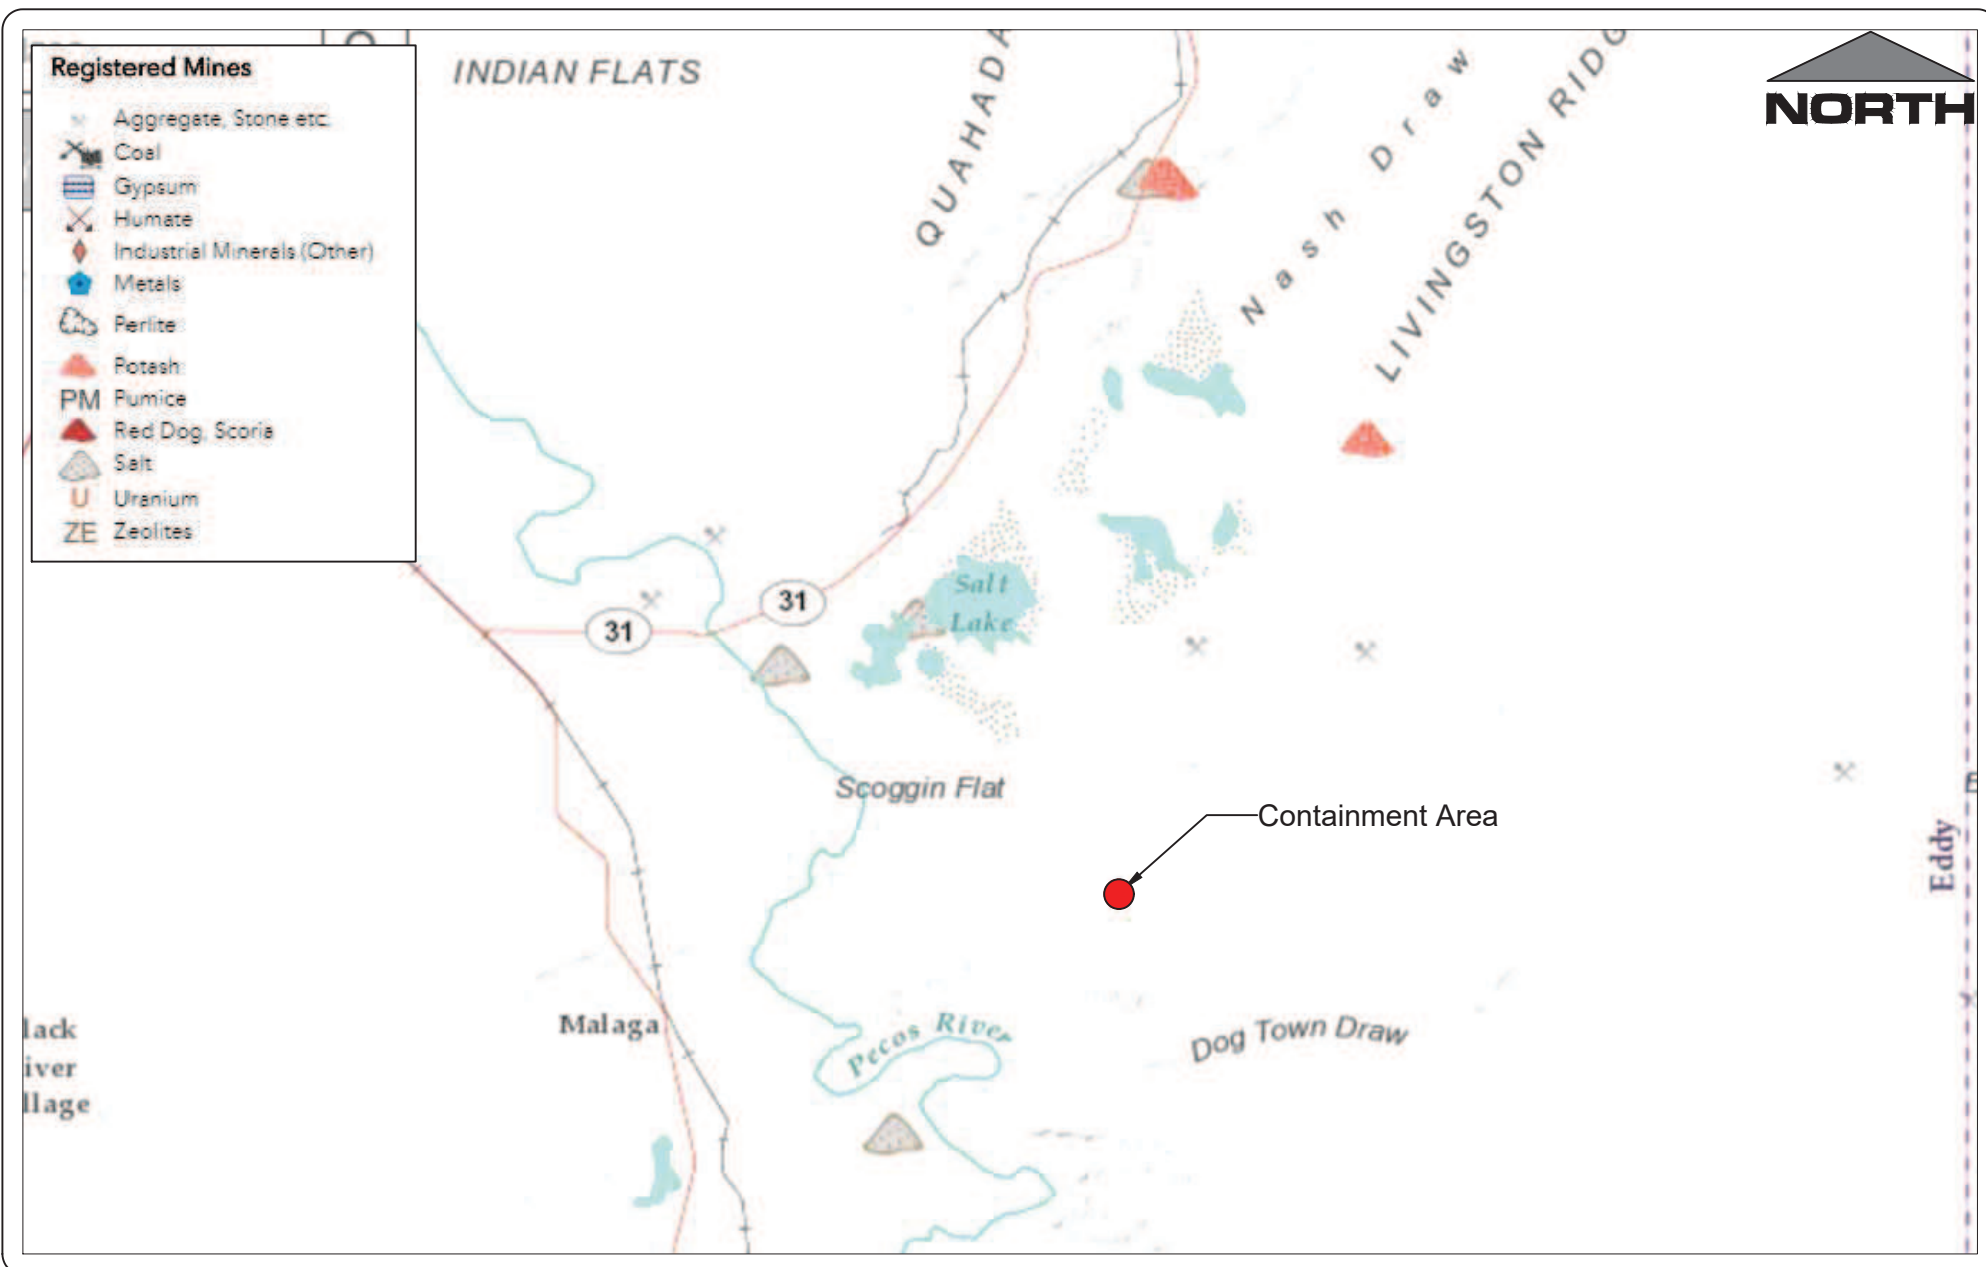 Registered Mines
Aggregate, Stone etc.
Coal
Gypsum
Humate
Industrial Minerals (Other)
Metals
Perlite
Potash
PM Pumice
Red Dog, Scoria
Salt
U Uranium
ZE Zeolites
INDIAN FLATS
QUAHADA
Nash Draw
LIVINGSTON RIDG
NORTH
31
31
Salt
Lake
Scoggin Flat
Containment Area
Eddy
Malaga
Pecos River
Dog Town Draw
lack
iver
llage